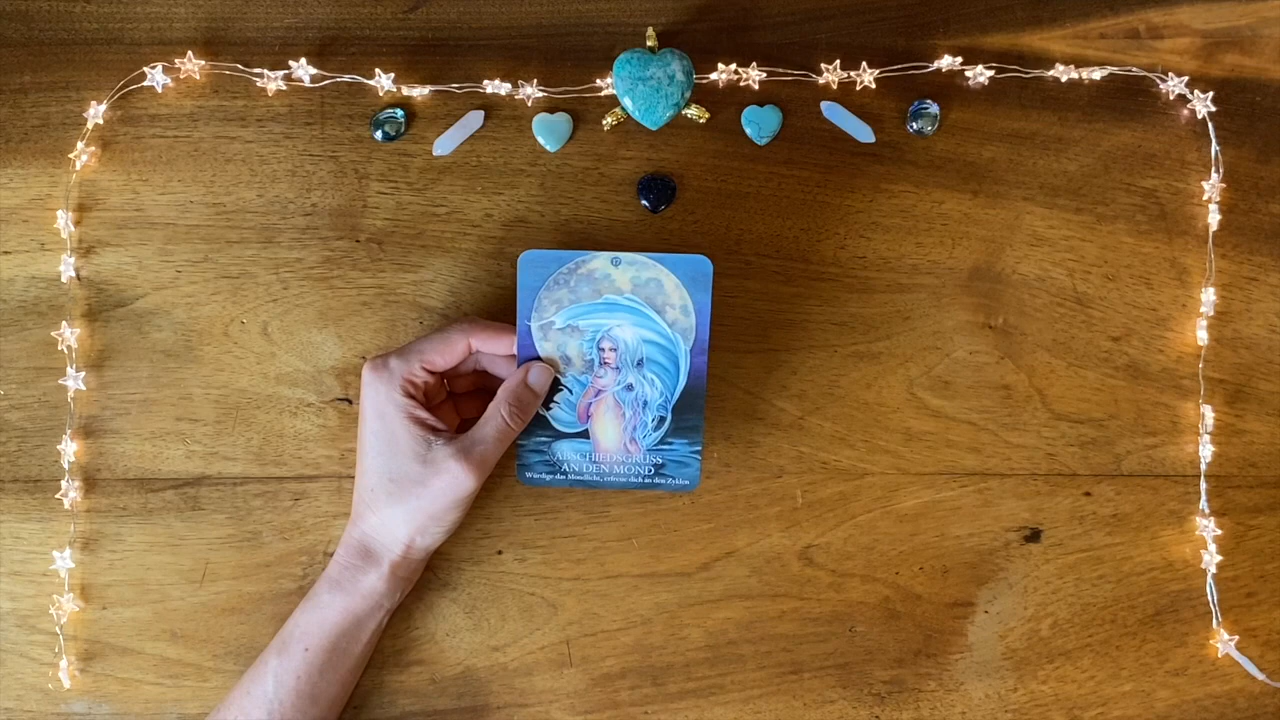 17
ABSCHIEDSGRUSS
AN DEN MOND
Würdige das Mondlicht, erfreue dich an den Zyklen